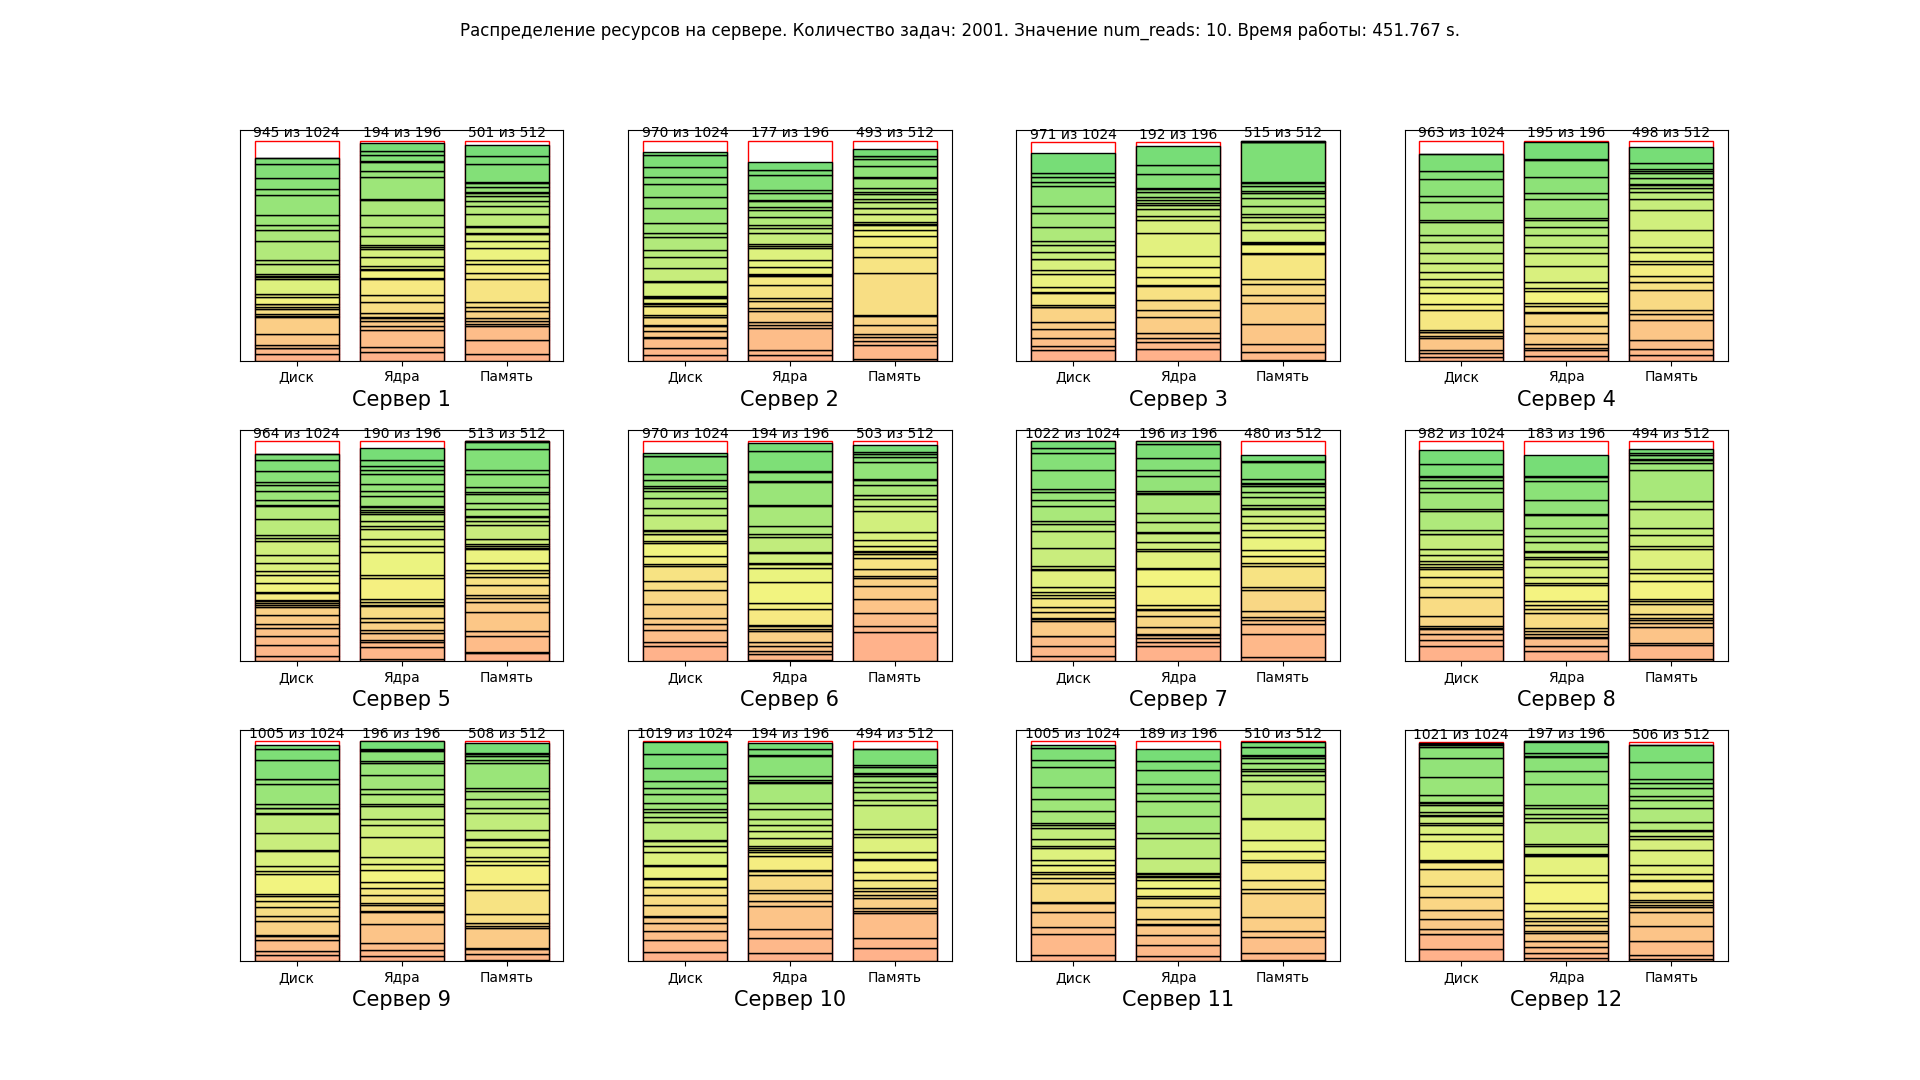 Распределение ресурсов на сервере. Количество задач: 2001. Значение num_reads: 10. Время работы: 451.767 s.
945 из 1024 194 из 196 501 из 512
Диск Ядра Память
Сервер 1
970 из 1024 177 из 196 493 из 512
Диск Ядра Память
Сервер 2
971 из 1024 192 из 196 515 из 512
Диск Ядра Память
Сервер 3
963 из 1024 195 из 196 498 из 512
Диск Ядра Память
Сервер 4
964 из 1024 190 из 196 513 из 512
Диск Ядра Память
Сервер 5
970 из 1024 194 из 196 503 из 512
Диск Ядра Память
Сервер 6
1022 из 1024 196 из 196 480 из 512
Диск Ядра Память
Сервер 7
982 из 1024 183 из 196 494 из 512
Диск Ядра Память
Сервер 8
1005 из 1024 196 из 196 508 из 512
Диск Ядра Память
Сервер 9
1019 из 1024 194 из 196 494 из 512
Диск Ядра Память
Сервер 10
1005 из 1024 189 из 196 510 из 512
Диск Ядра Память
Сервер 11
1021 из 1024 197 из 196 506 из 512
Диск Ядра Память
Сервер 12